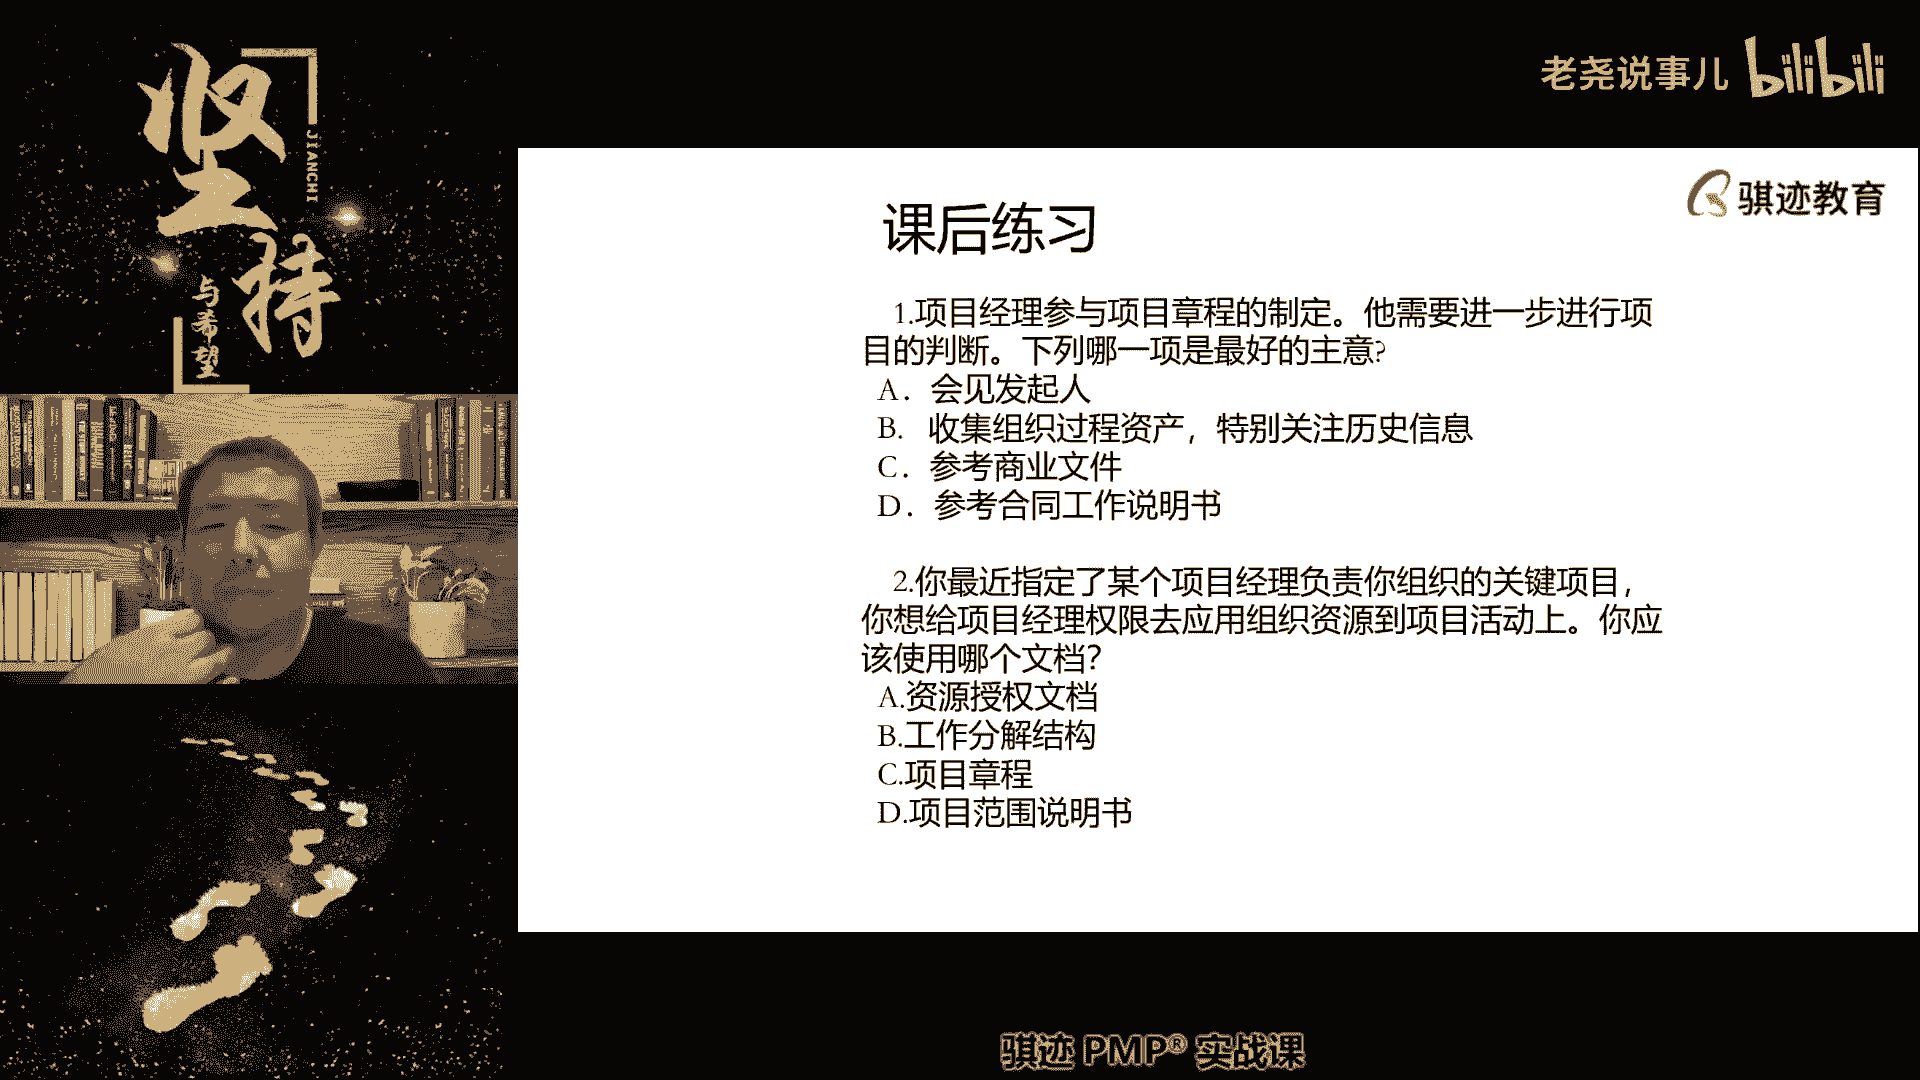 坚持
JIANCHI
与希望
老尧说事儿 bilibili
骐迹教育
课后练习
1.项目经理参与项目章程的制定。他需要进一步进行项
目的判断。下列哪一项是最好的主意?
A．会见发起人
B. 收集组织过程资产，特别关注历史信息
C．参考商业文件
D．参考合同工作说明书
2.你最近指定了某个项目经理负责你组织的关键项目，
你想给项目经理权限去应用组织资源到项目活动上。你应
该使用哪个文档?
A.资源授权文档
B.工作分解结构
C.项目章程
D.项目范围说明书
骐迹 PMP® 实战课